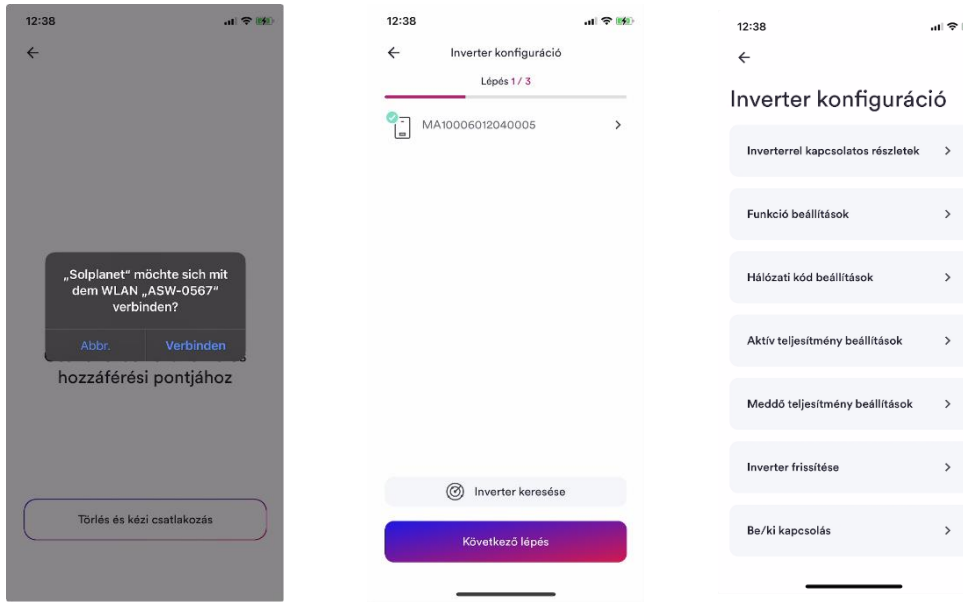 12:38
„Solplanet“ möchte sich mit
dem WLAN „ASW-0567“
verbinden?
Abbr.
Verbinden
hozzáférési pontjához
Törlés és kézi csatlakozás
12:38
Inverter konfiguráció
Lépés 1 / 3
MA10006012040005
Inverter keresése
Következő lépés
12:38
Inverter konfiguráció
Inverterrel kapcsolatos részletek
Funkció beállítások
Hálózati kód beállítások
Aktív teljesítmény beállítások
Meddő teljesítmény beállítások
Inverter frissítése
Be/ki kapcsolás